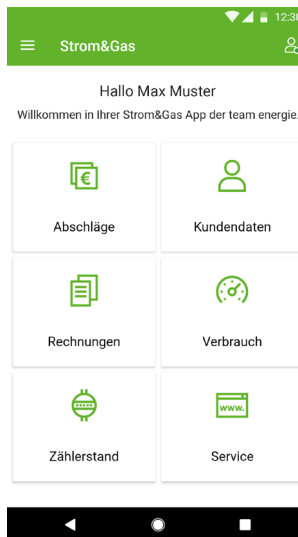 12:30
Strom&Gas
Hallo Max Muster
Willkommen in Ihrer Strom&Gas App der team energie.
€
Abschläge
Kundendaten
Rechnungen
Verbrauch
www.
Zählerstand
Service